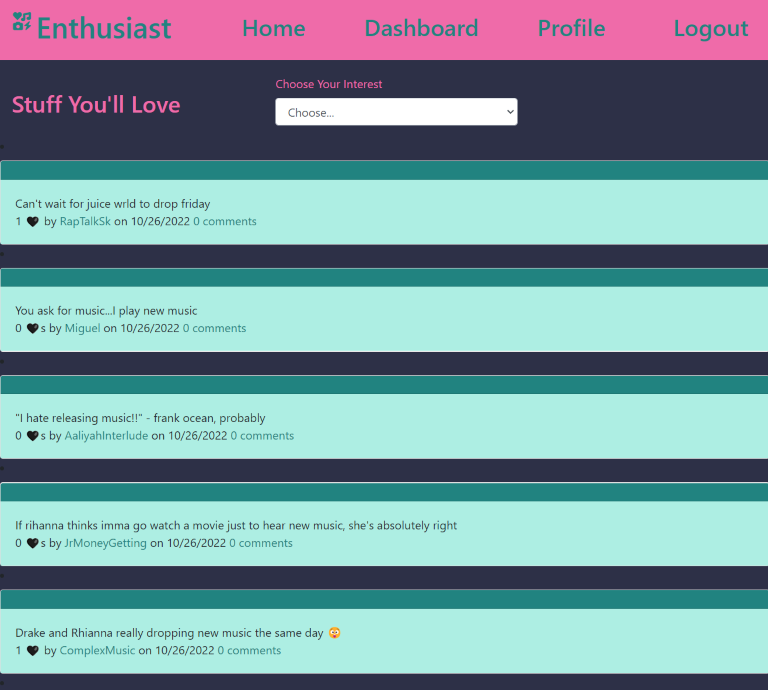 Enthusiast Home Dashboard Profile Logout
Choose Your Interest
Stuff You'll Love
Choose...
Can't wait for juice wrld to drop friday
1 🖤 by RapTalkSk on 10/26/2022 0 comments
You ask for music...I play new music
0 🖤s by Miguel on 10/26/2022 0 comments
"I hate releasing music!!" - frank ocean, probably
0 🖤s by AaliyahInterlude on 10/26/2022 0 comments
If rihanna thinks imma go watch a movie just to hear new music, she's absolutely right
0 🖤s by JrMoneyGetting on 10/26/2022 0 comments
Drake and Rhianna really dropping new music the same day 🤯
1 🖤 by ComplexMusic on 10/26/2022 0 comments